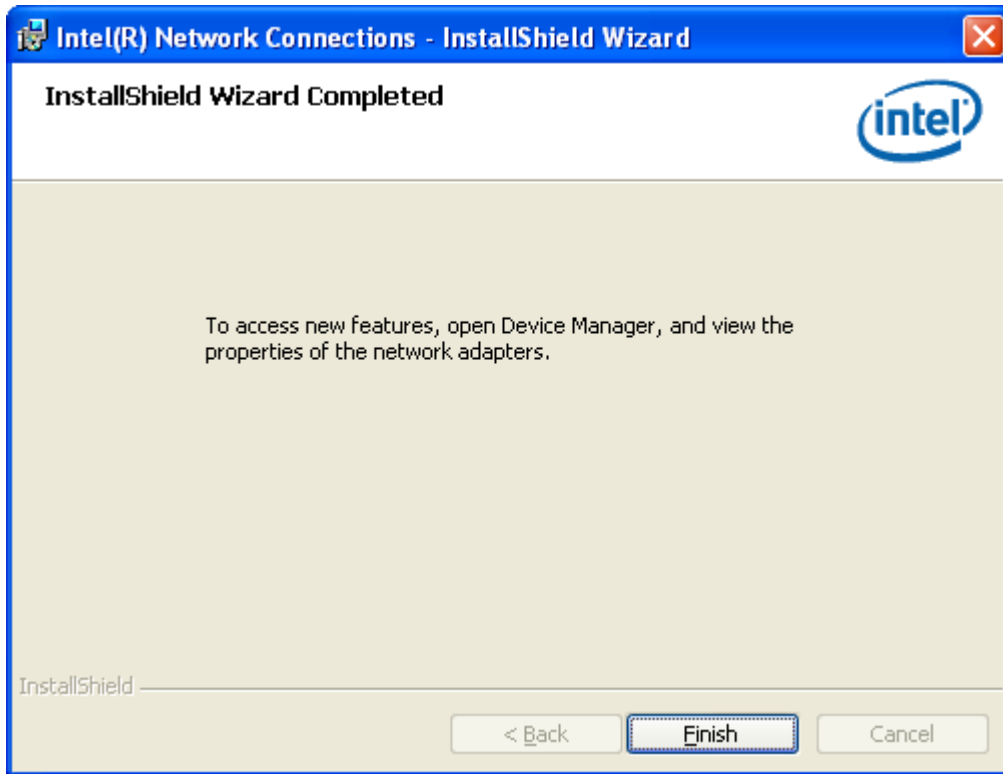 Intel(R) Network Connections - InstallShield Wizard
InstallShield Wizard Completed
intel
To access new features, open Device Manager, and view the
properties of the network adapters.
InstallShield
< Back
Finish
Cancel